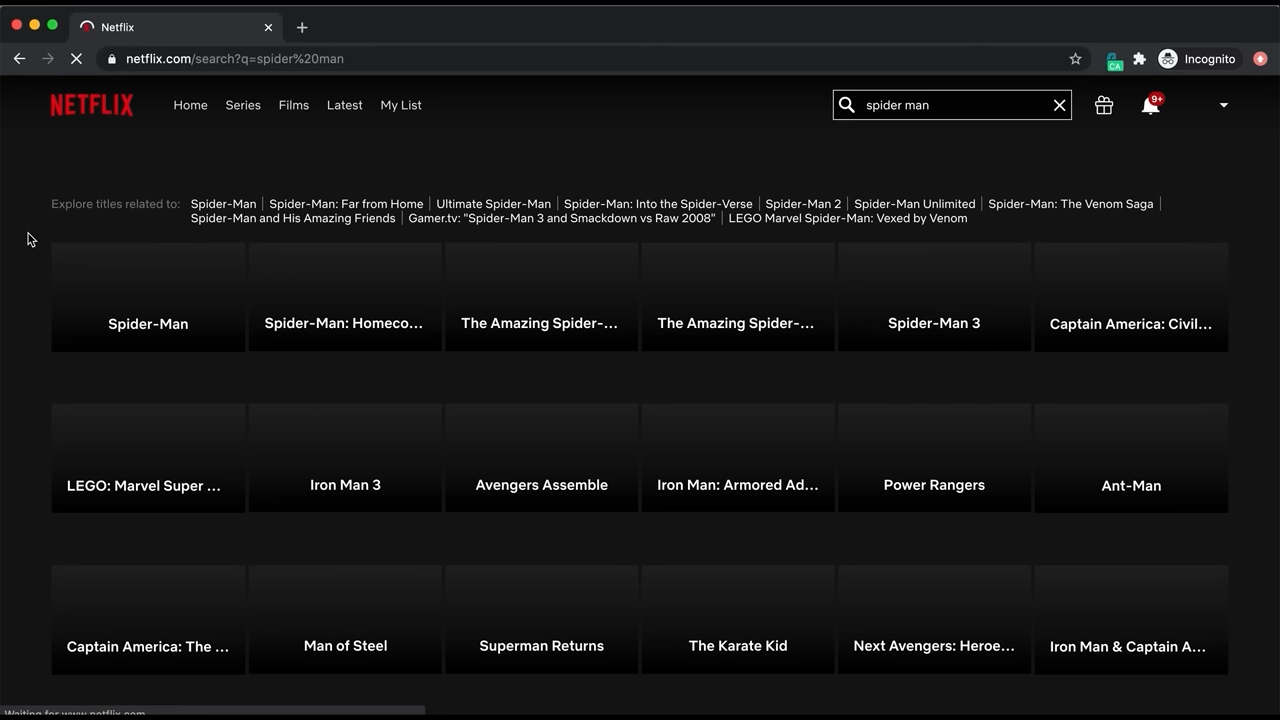 Netflix
netflix.com/search?q=spider%20man
CA
Incognito
NETFLIX Home Series Films Latest My List
spider man
9+
Explore titles related to: Spider-Man | Spider-Man: Far from Home | Ultimate Spider-Man | Spider-Man: Into the Spider-Verse | Spider-Man 2 | Spider-Man Unlimited | Spider-Man: The Venom Saga |
Spider-Man and His Amazing Friends | Gamer.tv: "Spider-Man 3 and Smackdown vs Raw 2008" | LEGO Marvel Spider-Man: Vexed by Venom
Spider-Man
Spider-Man: Homeco...
The Amazing Spider-...
The Amazing Spider-...
Spider-Man 3
Captain America: Civil...
LEGO: Marvel Super ...
Iron Man 3
Avengers Assemble
Iron Man: Armored Ad...
Power Rangers
Ant-Man
Captain America: The ...
Man of Steel
Superman Returns
The Karate Kid
Next Avengers: Heroe...
Iron Man & Captain A...
Waiting for www.netflix.com